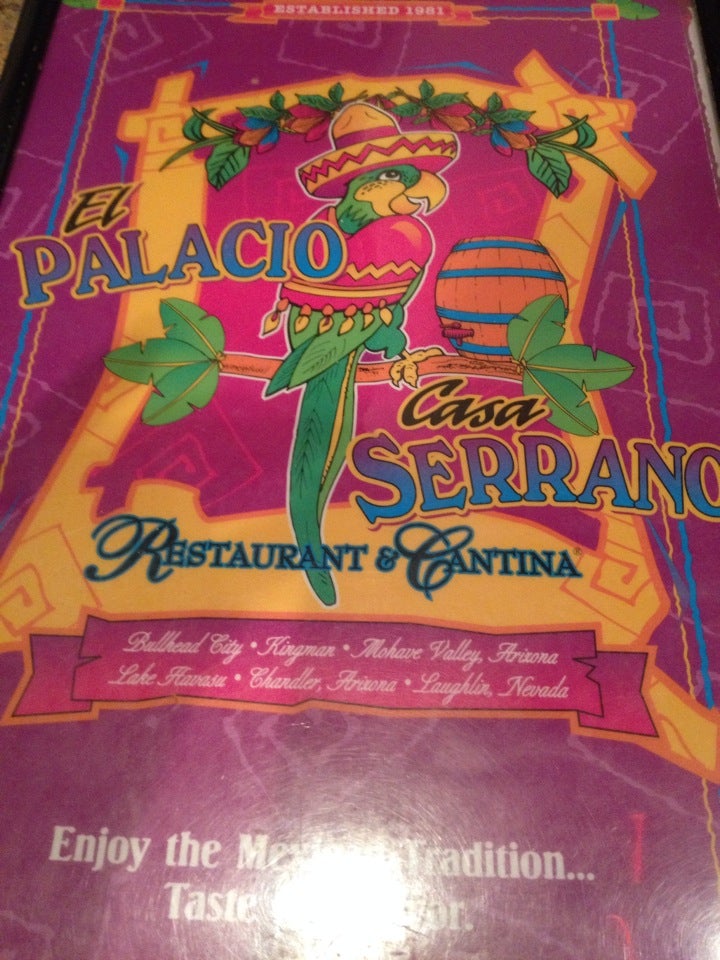 ESTABLISHED 1981
El
PALACIO
Casa
SERRANO
RESTAURANT & CANTINA®
Bullhead City • Kingman • Mohave Valley, Arizona
Lake Havasu • Chandler, Arizona • Laughlin, Nevada
Enjoy the Tradition...
Taste